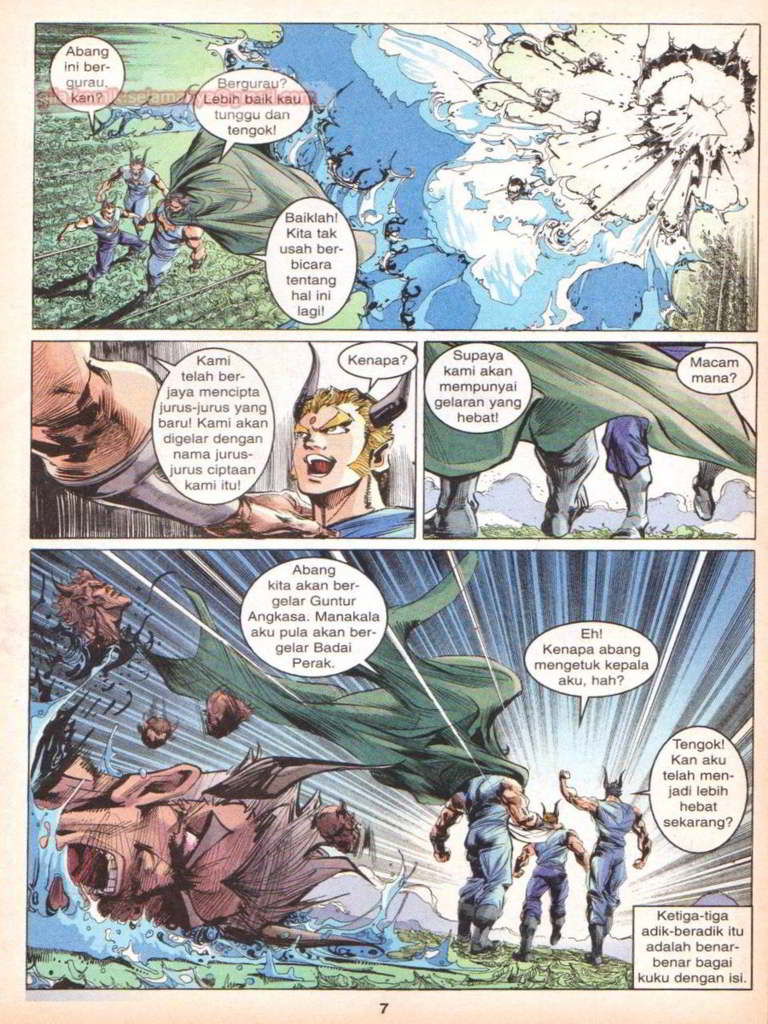 Abang
ini ber-
gurau,
kan?
Bergurau?
Lebih baik kau
tunggu dan
tengok!
Baiklah!
Kita tak
usah ber-
bicara
tentang
hal ini
lagi!
Kami
telah ber-
jaya mencipta
jurus-jurus yang
baru! Kami akan
digelar dengan
nama jurus-
jurus ciptaan
kami itu!
Kenapa?
Supaya
kami akan
mempunyai
gelaran yang
hebat!
Macam
mana?
Abang
kita akan ber-
gelar Guntur
Angkasa. Manakala
aku pula akan ber-
gelar Badai
Perak.
Eh!
Kenapa abang
mengetuk kepala
aku, hah?
Tengok!
Kan aku
telah men-
jadi lebih
hebat
sekarang?
Ketiga-tiga
adik-beradik itu
adalah benar-
benar bagai
kuku dengan isi.
7